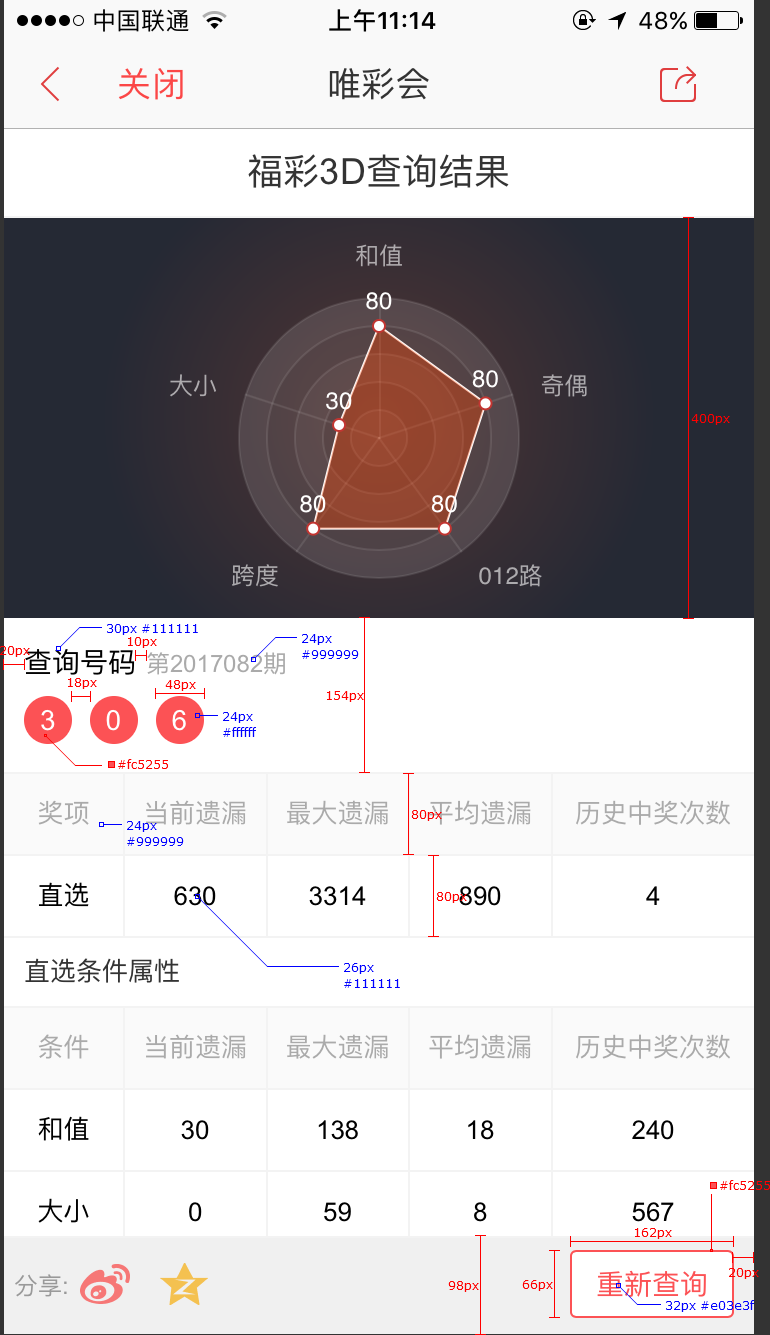 中国联通 上午11:14 48%
关闭 唯彩会
福彩3D查询结果
和值
80
大小 30 80 奇偶
400px
80 80
跨度 012路
30px #111111
20px 10px 24px
#999999
查询号码 第2017082期
18px 48px 154px
3 0 6 24px
#ffffff
#fc5255
奖项 当前遗漏 最大遗漏 平均遗漏 历史中奖次数
80px
24px
#999999
直选 630 3314 890 4
80px
直选条件属性 26px
#111111
条件 当前遗漏 最大遗漏 平均遗漏 历史中奖次数
和值 30 138 18 240
#fc5255
大小 0 59 8 567
162px
分享: 98px 66px 重新查询 20px
32px #e03e3f